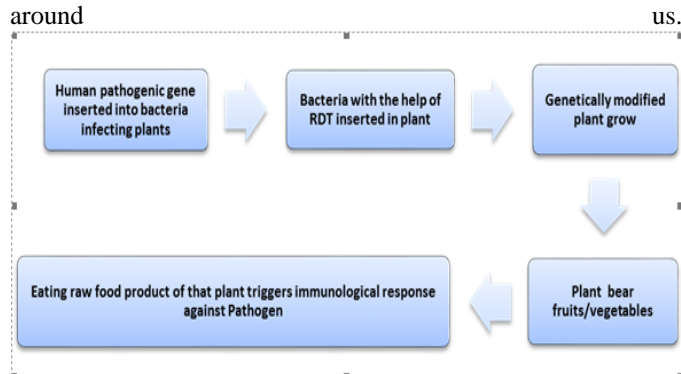 around us.
Human pathogenic gene
inserted into bacteria
infecting plants
Bacteria with the help of
RDT inserted in plant
Genetically modified
plant grow
Plant bear
fruits/vegetables
Eating raw food product of that plant triggers immunological response
against Pathogen